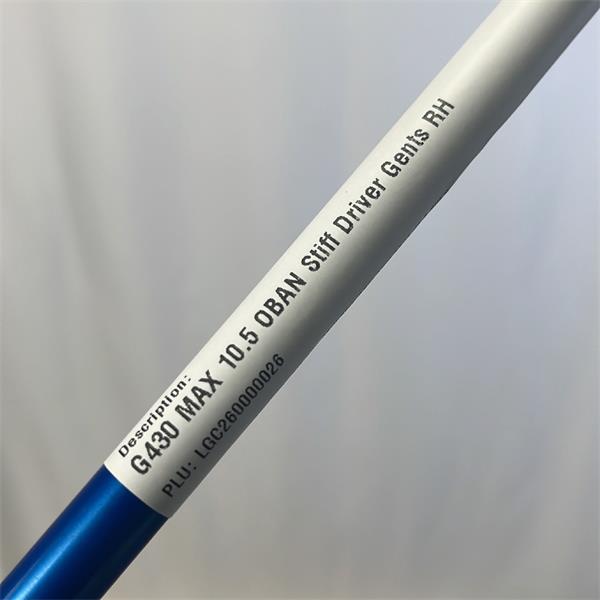 Description:
G430 MAX 10.5 OBAN Stiff Driver Gents RH
PLU: LGC260000026